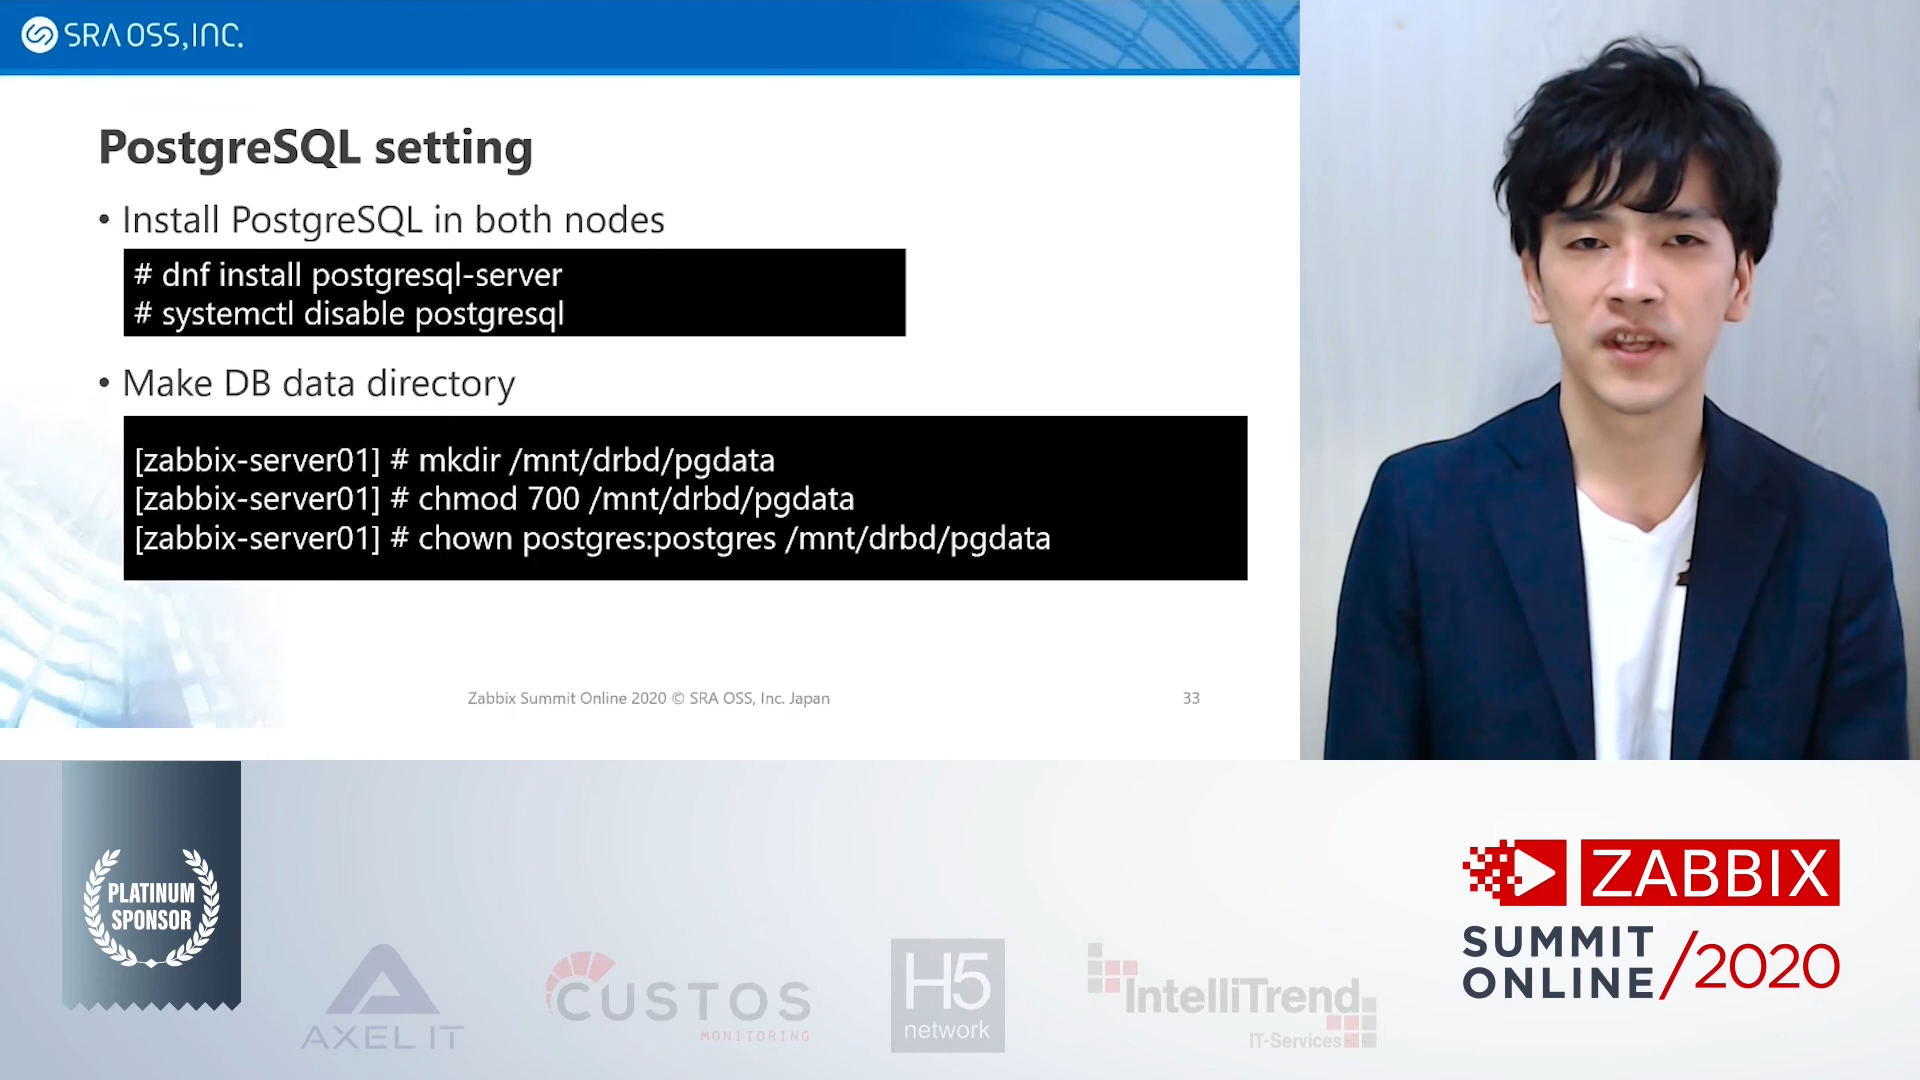 SRA OSS, INC.
PostgreSQL setting
• Install PostgreSQL in both nodes
# dnf install postgresql-server
# systemctl disable postgresql
• Make DB data directory
[zabbix-server01] # mkdir /mnt/drbd/pgdata
[zabbix-server01] # chmod 700 /mnt/drbd/pgdata
[zabbix-server01] # chown postgres:postgres /mnt/drbd/pgdata
Zabbix Summit Online 2020 © SRA OSS, Inc. Japan
33
PLATINUM
SPONSOR
AXEL IT
CUSTOS
MONITORING
H5
network
IntelliTrend
IT-Services
ZABBIX
SUMMIT
ONLINE /2020